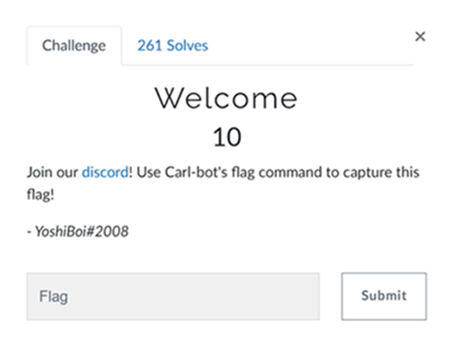 Challenge
261 Solves
×
Welcome
10
Join our discord! Use Carl-bot's flag command to capture this
flag!
- YoshiBoi#2008
Flag
Submit